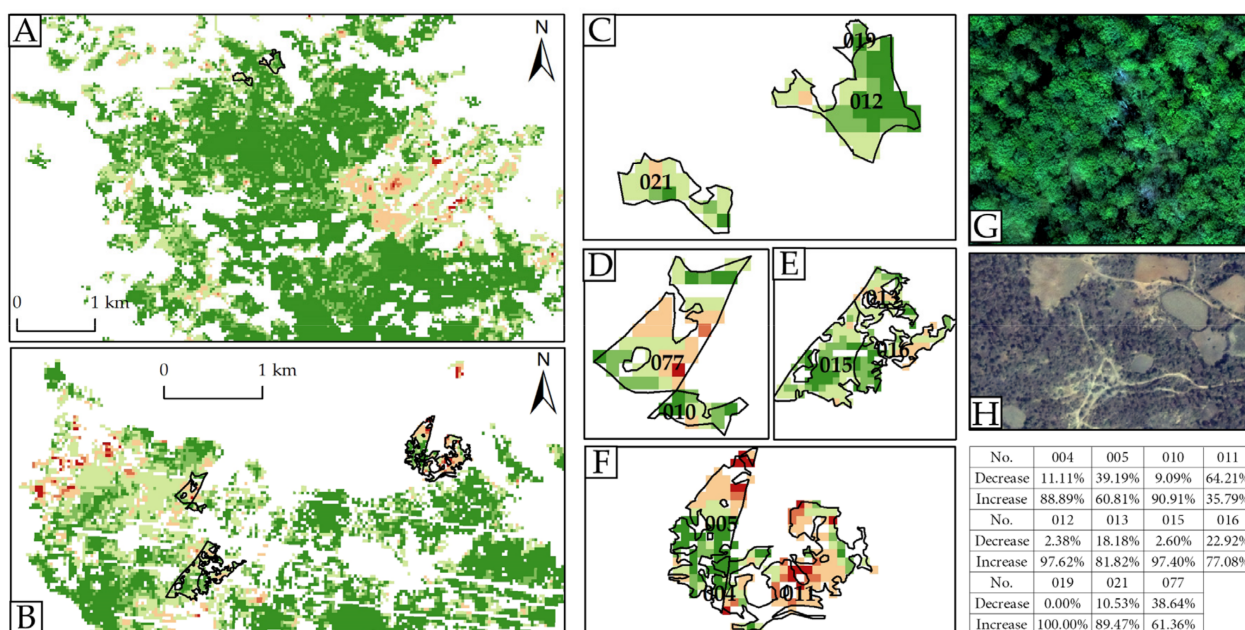 A
N
0
1 km
B
0
1 km
N
C
019
012
021
D
077
010
E
013
016
015
F
005
004
011
G
H
No. 004 005 010 011
Decrease 11.11% 39.19% 9.09% 64.21%
Increase 88.89% 60.81% 90.91% 35.79%
No. 012 013 015 016
Decrease 2.38% 18.18% 2.60% 22.92%
Increase 97.62% 81.82% 97.40% 77.08%
No. 019 021 077
Decrease 0.00% 10.53% 38.64%
Increase 100.00% 89.47% 61.36%